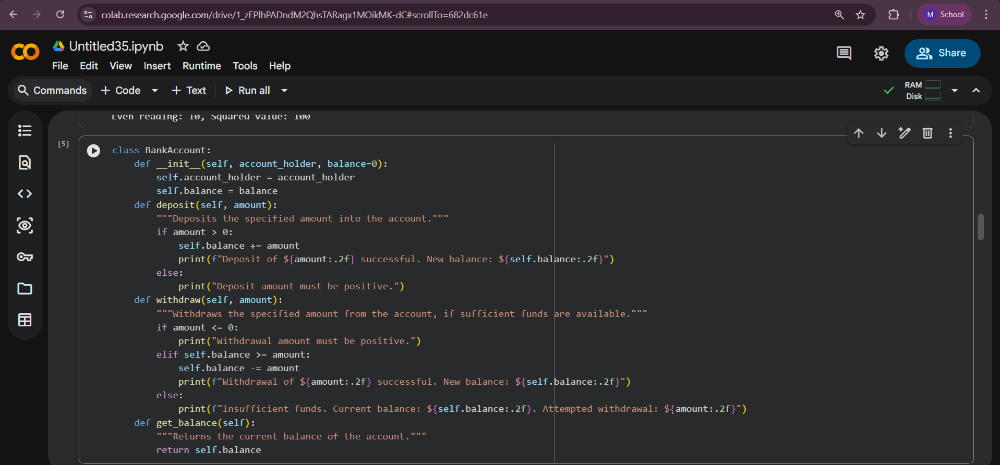 colab.research.google.com/drive/1_zEPlhPADndM2QhsTARagx1MOikMK-dC#scrollTo=682dc61e
M School
Untitled35.ipynb
File Edit View Insert Runtime Tools Help
Share
Commands + Code + Text Run all
RAM
Disk
Even reading: 10, Squared value: 100
[5]
class BankAccount:
    def __init__(self, account_holder, balance=0):
        self.account_holder = account_holder
        self.balance = balance
    def deposit(self, amount):
        """Deposits the specified amount into the account."""
        if amount > 0:
            self.balance += amount
            print(f"Deposit of ${amount:.2f} successful. New balance: ${self.balance:.2f}")
        else:
            print("Deposit amount must be positive.")
    def withdraw(self, amount):
        """Withdraws the specified amount from the account, if sufficient funds are available."""
        if amount <= 0:
            print("Withdrawal amount must be positive.")
        elif self.balance >= amount:
            self.balance -= amount
            print(f"Withdrawal of ${amount:.2f} successful. New balance: ${self.balance:.2f}")
        else:
            print(f"Insufficient funds. Current balance: ${self.balance:.2f}. Attempted withdrawal: ${amount:.2f}")
    def get_balance(self):
        """Returns the current balance of the account."""
        return self.balance